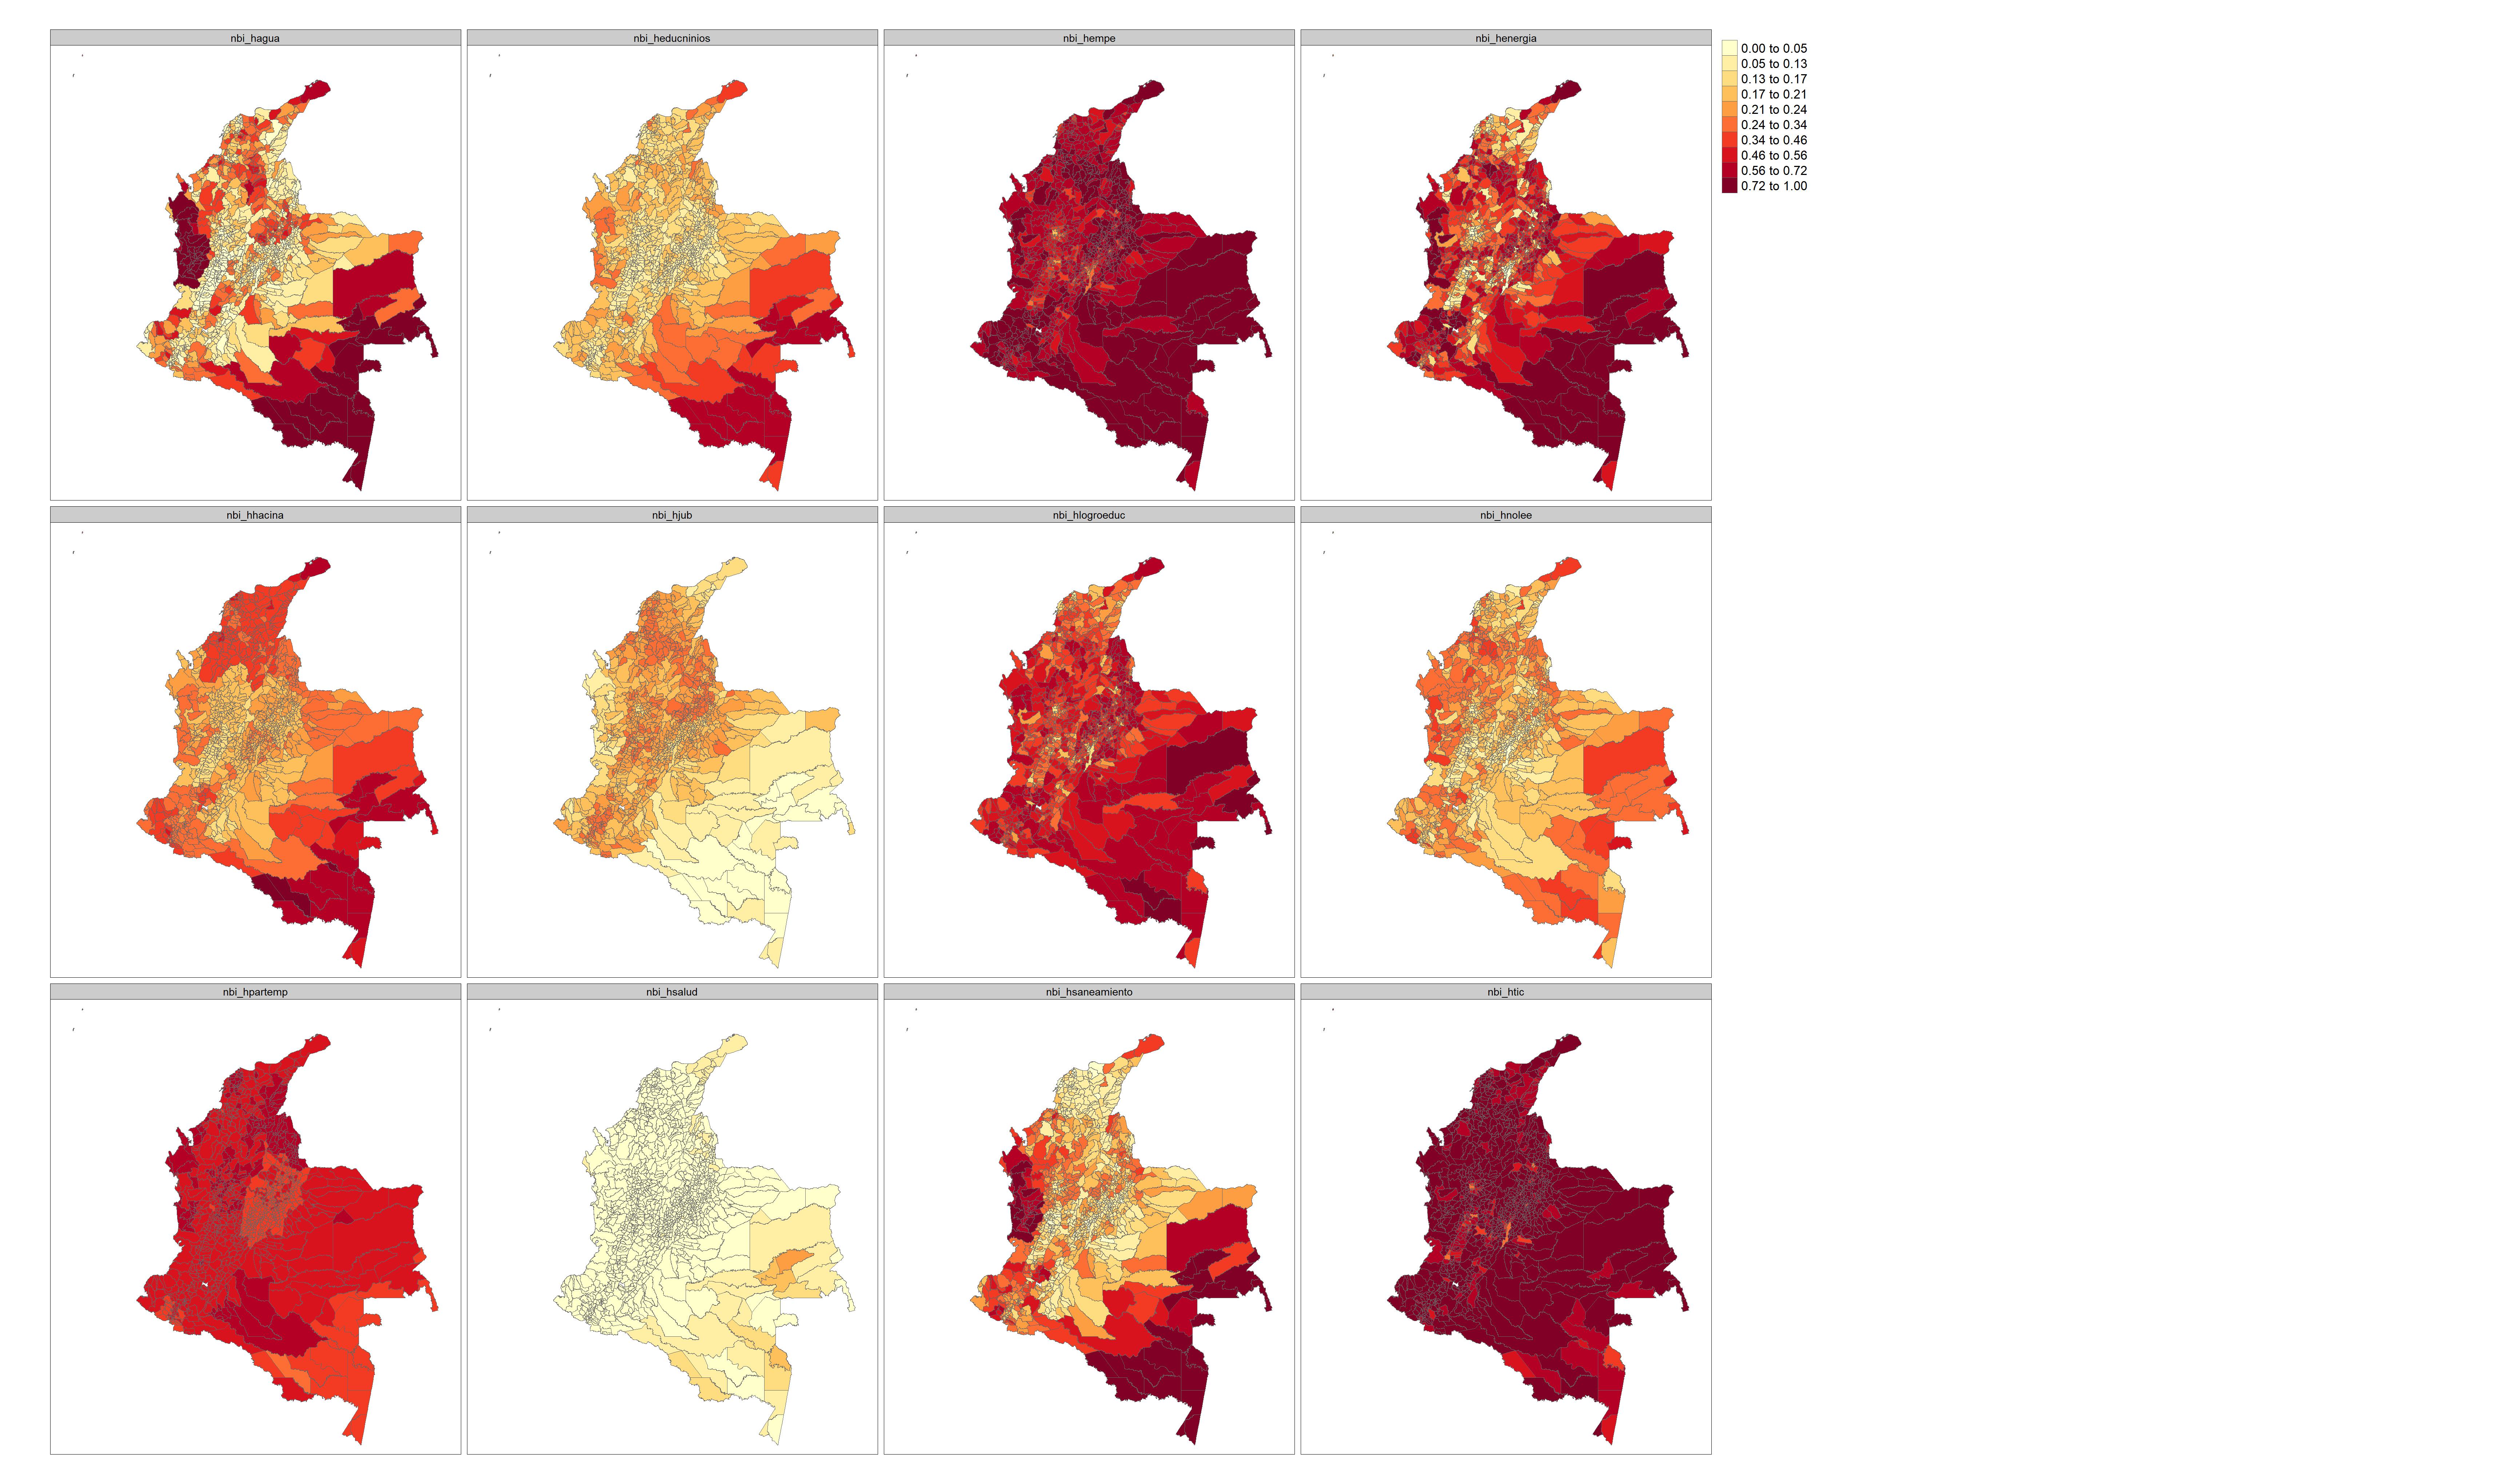 nbi_hagua
nbi_heducninios
nbi_hempe
nbi_henergia
0.00 to 0.05
0.05 to 0.13
0.13 to 0.17
0.17 to 0.21
0.21 to 0.24
0.24 to 0.34
0.34 to 0.46
0.46 to 0.56
0.56 to 0.72
0.72 to 1.00
nbi_hhacina
nbi_hjub
nbi_hlogroeduc
nbi_hnolee
nbi_hpartemp
nbi_hsalud
nbi_hsaneamiento
nbi_htic